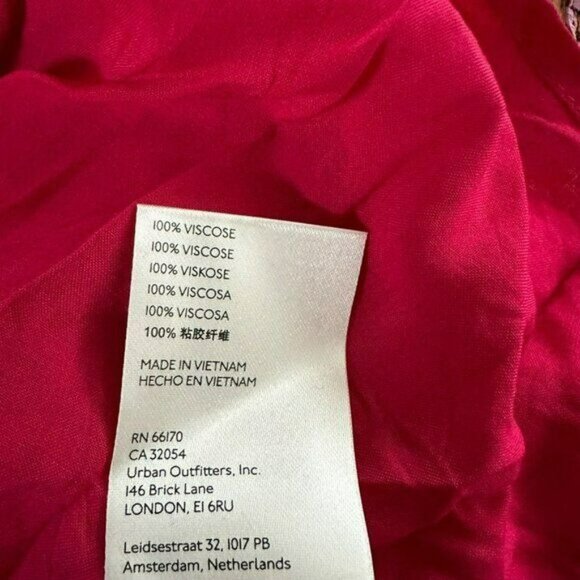 100% VISCOSE
100% VISCOSE
100% VISKOSE
100% VISCOSA
100% VISCOSA
100% 粘胶纤维
MADE IN VIETNAM
HECHO EN VIETNAM
RN 66170
CA 32054
Urban Outfitters, Inc.
146 Brick Lane
LONDON, E1 6RU
Leidsestraat 32, 1017 PB
Amsterdam, Netherlands